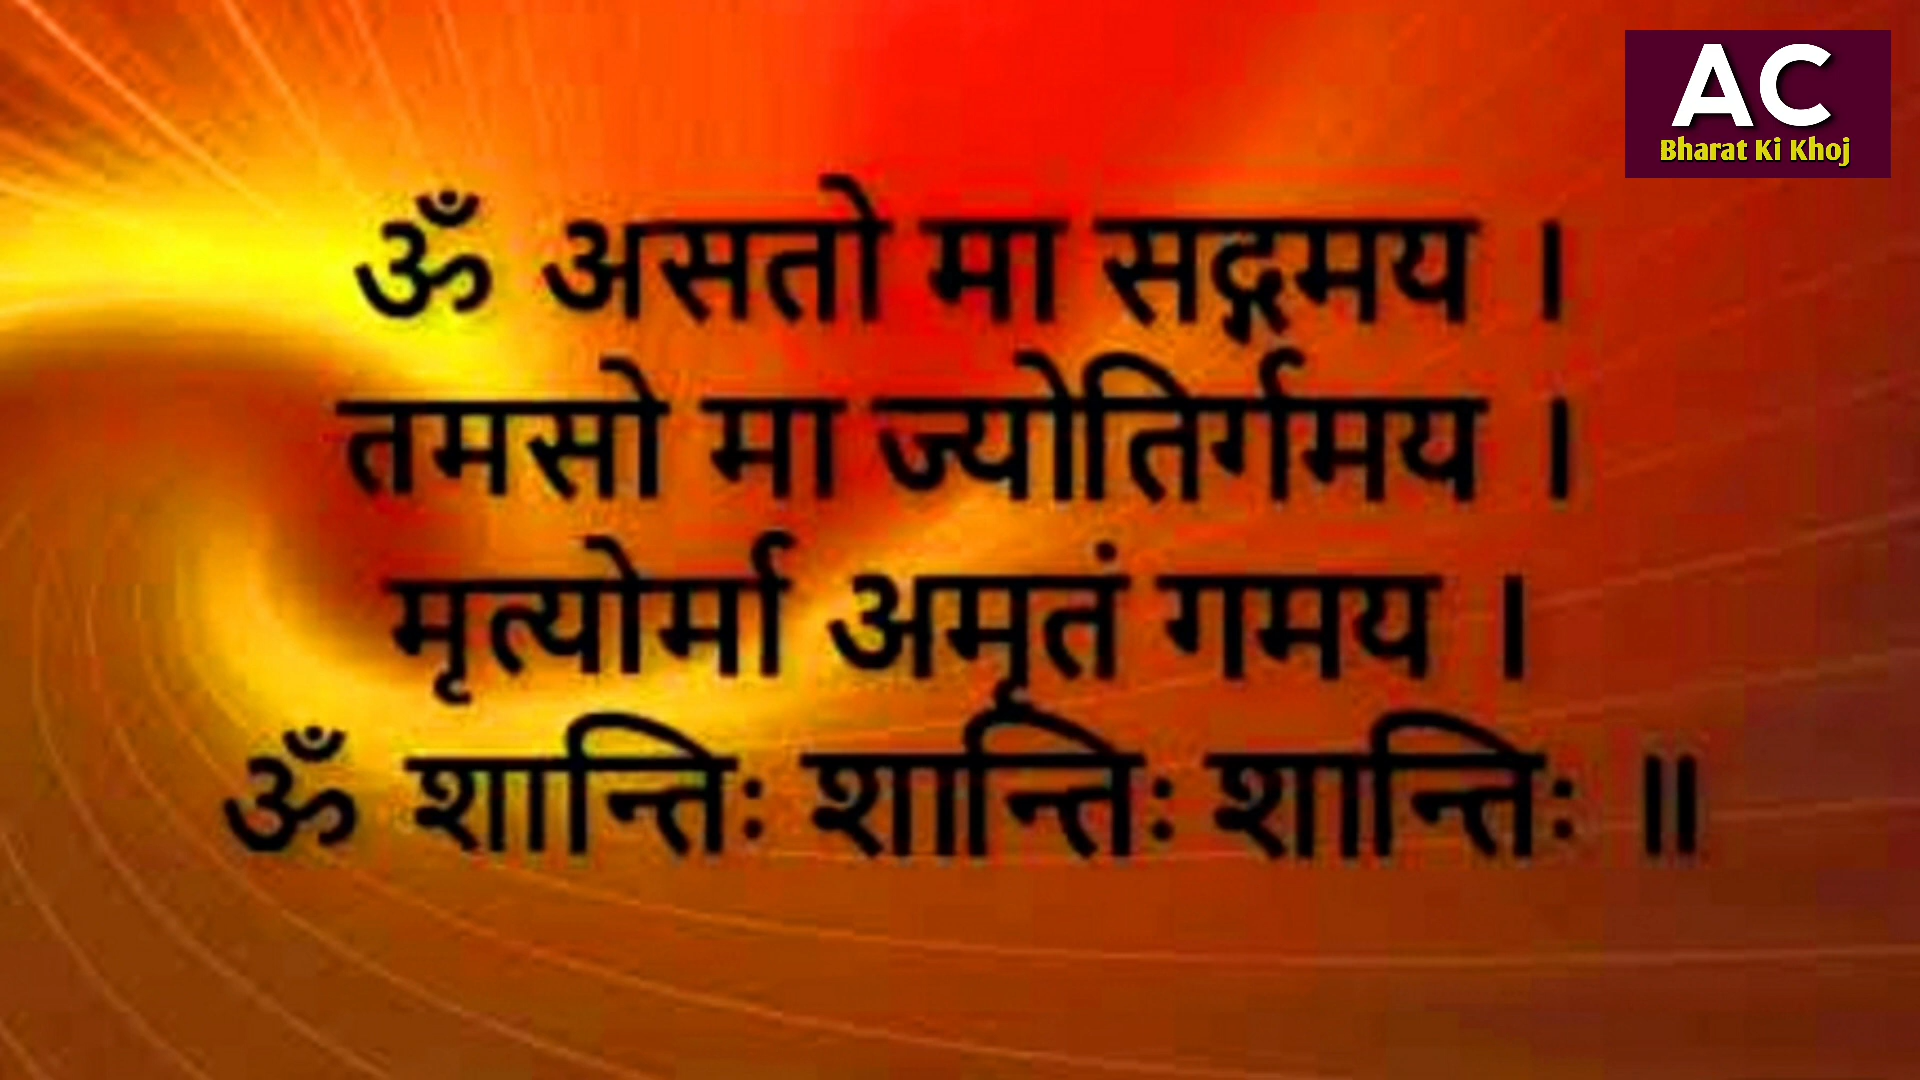 AC
Bharat Ki Khoj
ॐ असतो मा सद्गमय ।
तमसो मा ज्योतिर्गमय ।
मृत्योर्मा अमृतं गमय ।
ॐ शान्तिः शान्तिः शान्तिः ॥